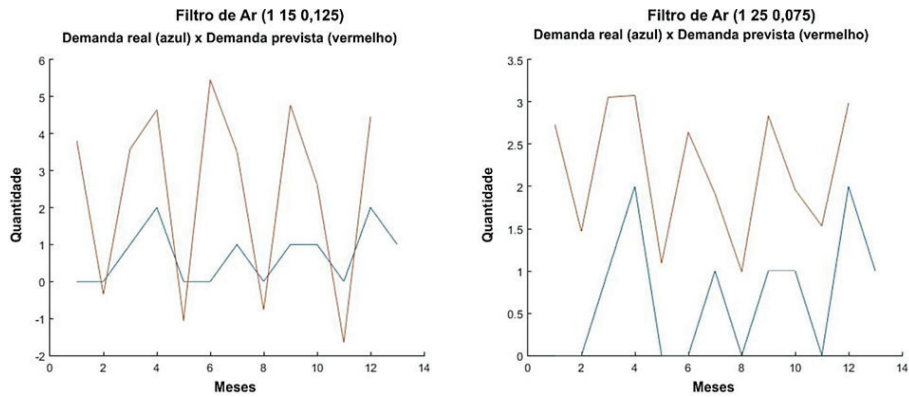 Filtro de Ar (1 15 0,125)
Demanda real (azul) x Demanda prevista (vermelho)
6
5
4
3
2
1
0
-1
-2
Quantidade
0 2 4 6 8 10 12 14
Meses
Filtro de Ar (1 25 0,075)
Demanda real (azul) x Demanda prevista (vermelho)
3.5
3
2.5
2
1.5
1
0.5
0
Quantidade
0 2 4 6 8 10 12 14
Meses